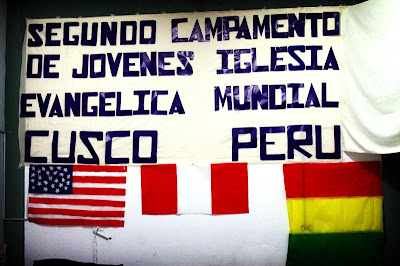 SEGUNDO CAMPAMENTO
DE JOVENES IGLESIA
EVANGELICA MUNDIAL
CUSCO PERU